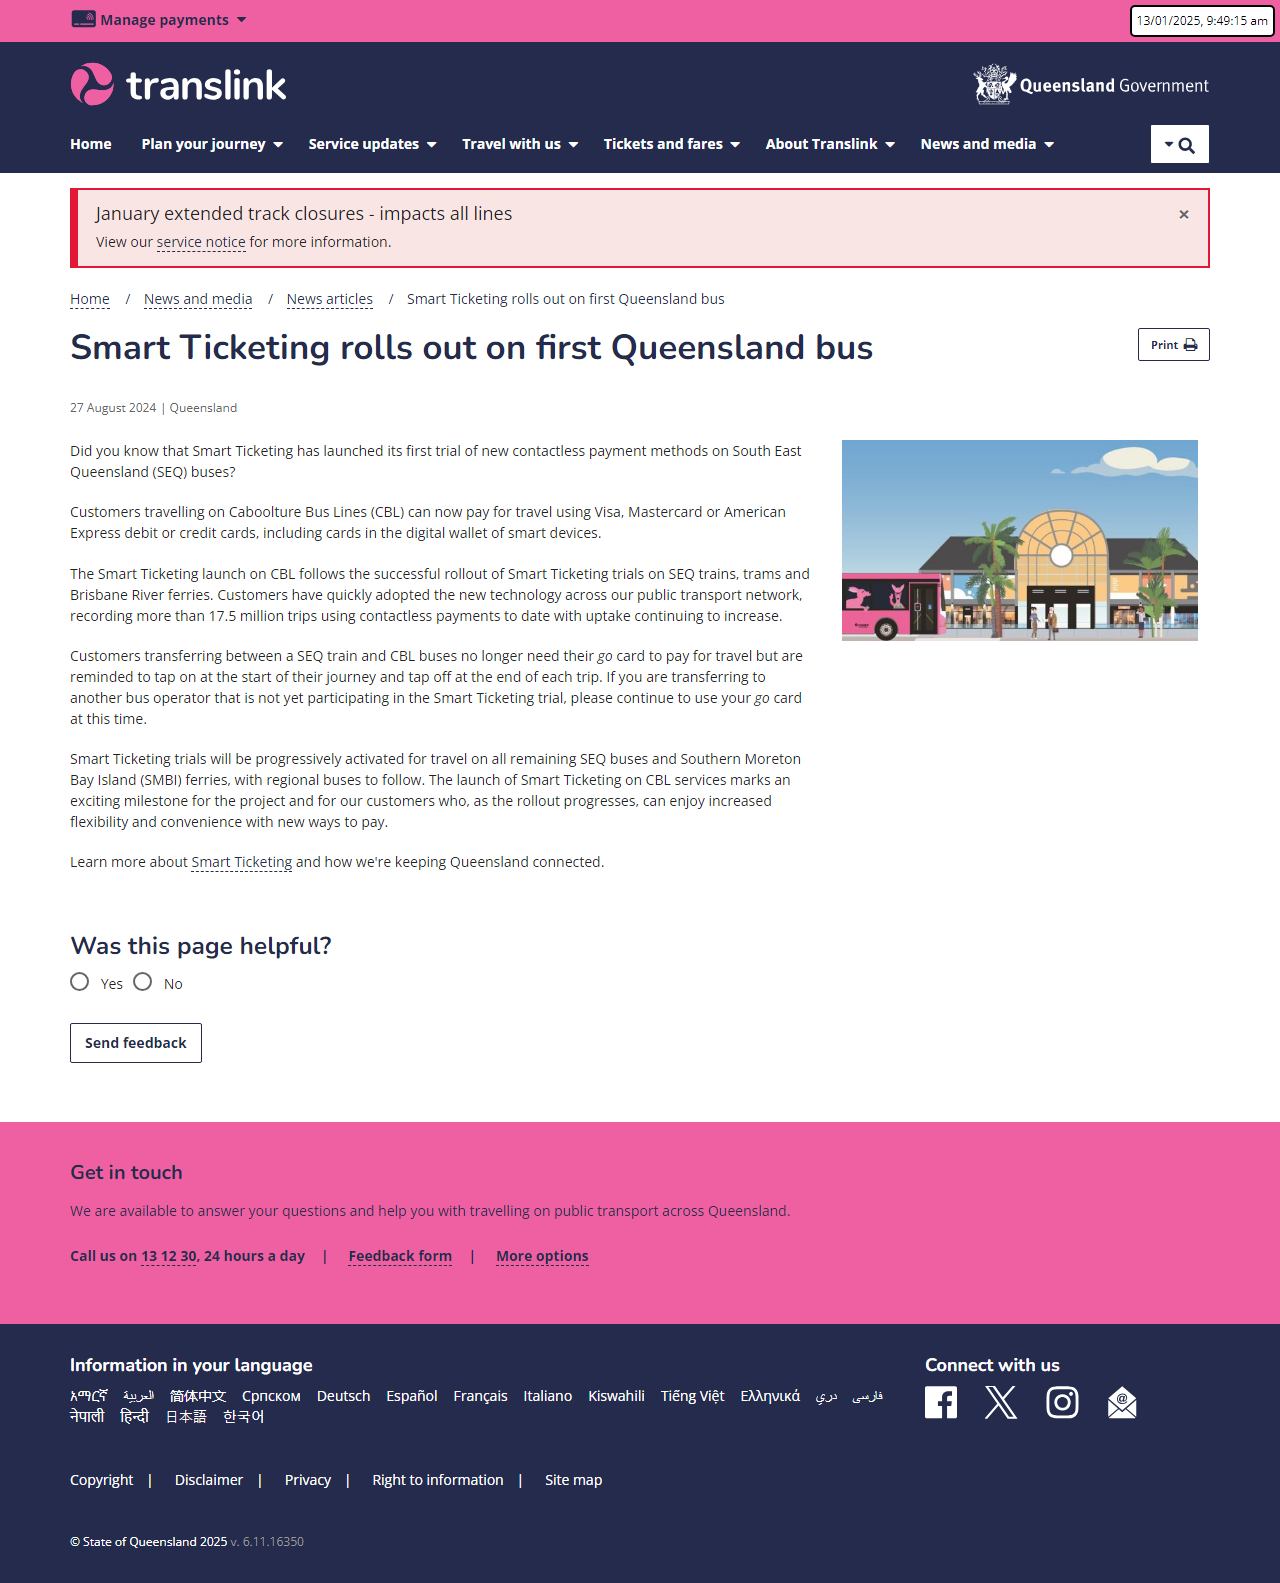 Manage payments
13/01/2025, 9:49:15 am
translink
Queensland Government
Home Plan your journey Service updates Travel with us Tickets and fares About Translink News and media
January extended track closures - impacts all lines
×
View our service notice for more information.
Home / News and media / News articles / Smart Ticketing rolls out on first Queensland bus
Smart Ticketing rolls out on first Queensland bus
Print
27 August 2024 | Queensland
Did you know that Smart Ticketing has launched its first trial of new contactless payment methods on South East
Queensland (SEQ) buses?
Customers travelling on Caboolture Bus Lines (CBL) can now pay for travel using Visa, Mastercard or American
Express debit or credit cards, including cards in the digital wallet of smart devices.
The Smart Ticketing launch on CBL follows the successful rollout of Smart Ticketing trials on SEQ trains, trams and
Brisbane River ferries. Customers have quickly adopted the new technology across our public transport network,
recording more than 17.5 million trips using contactless payments to date with uptake continuing to increase.
Customers transferring between a SEQ train and CBL buses no longer need their go card to pay for travel but are
reminded to tap on at the start of their journey and tap off at the end of each trip. If you are transferring to
another bus operator that is not yet participating in the Smart Ticketing trial, please continue to use your go card
at this time.
Smart Ticketing trials will be progressively activated for travel on all remaining SEQ buses and Southern Moreton
Bay Island (SMBI) ferries, with regional buses to follow. The launch of Smart Ticketing on CBL services marks an
exciting milestone for the project and for our customers who, as the rollout progresses, can enjoy increased
flexibility and convenience with new ways to pay.
Learn more about Smart Ticketing and how we're keeping Queensland connected.
Was this page helpful?
Yes No
Send feedback
Get in touch
We are available to answer your questions and help you with travelling on public transport across Queensland.
Call us on 13 12 30, 24 hours a day | Feedback form | More options
Information in your language
አማርኛ العربية 简体中文 Српском Deutsch Español Français Italiano Kiswahili Tiếng Việt Ελληνικά دري فارسی
नेपाली हिन्दी 日本語 한국어
Connect with us
Copyright | Disclaimer | Privacy | Right to information | Site map
© State of Queensland 2025 v. 6.11.16350